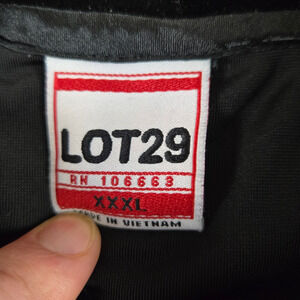 LOT29
RN 106663
XXXL
MADE IN VIETNAM